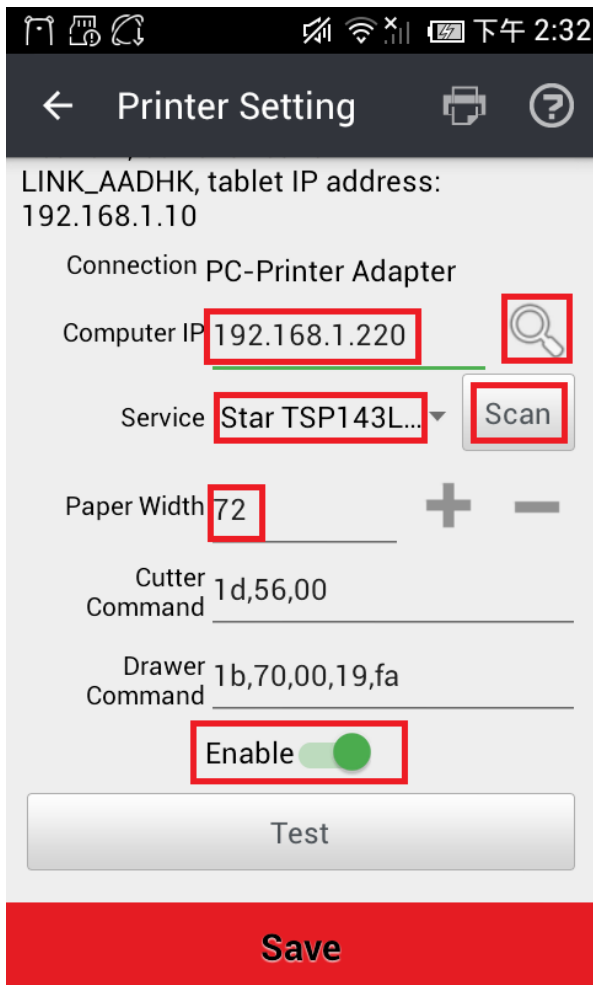 下午 2:32
Printer Setting
LINK_AADHK, tablet IP address:
192.168.1.10
Connection PC-Printer Adapter
Computer IP 192.168.1.220
Service Star TSP143L... Scan
Paper Width 72
Cutter
Command 1d,56,00
Drawer
Command 1b,70,00,19,fa
Enable
Test
Save